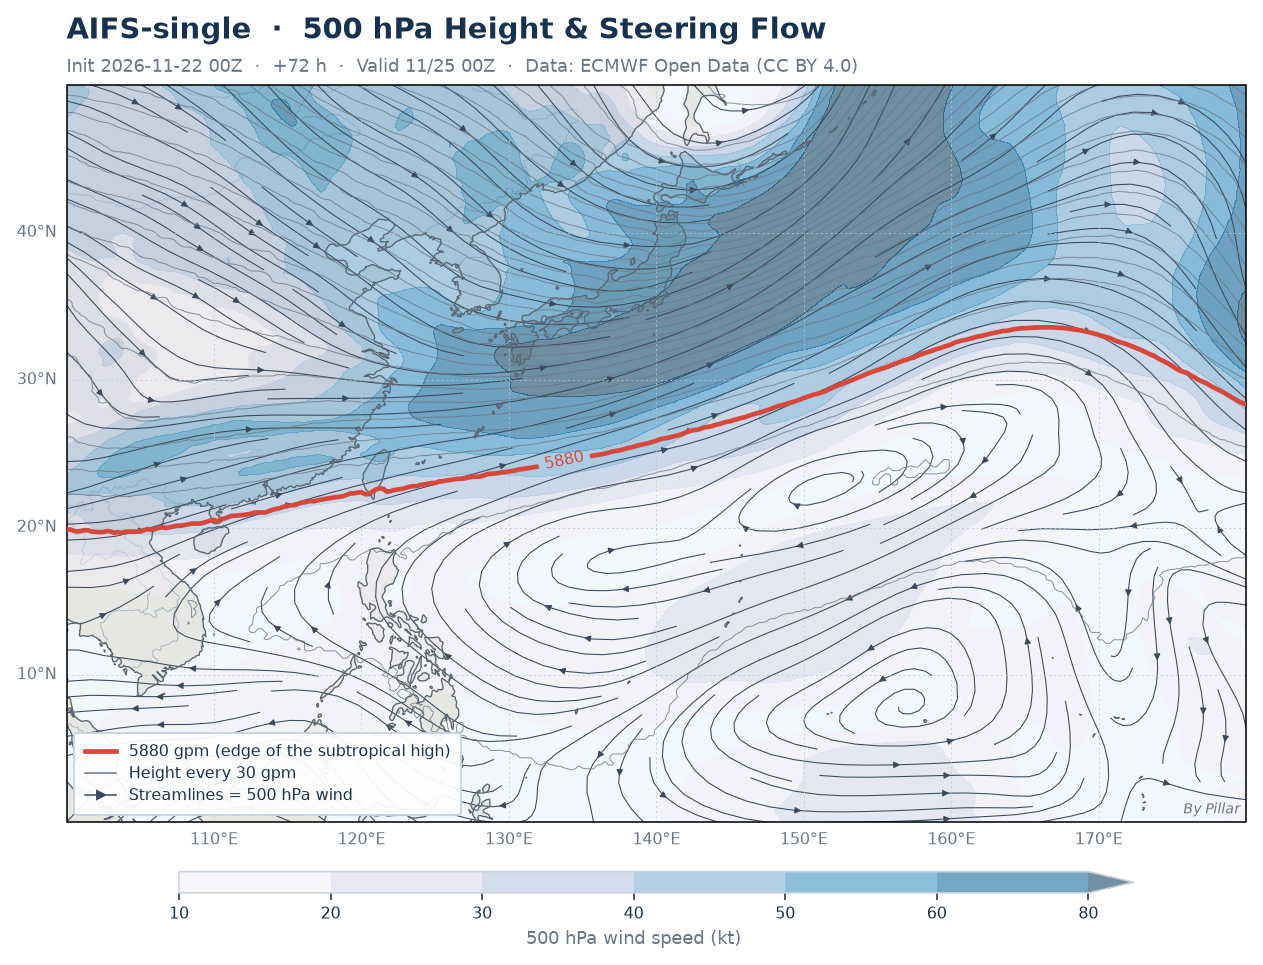 AIFS-single · 500 hPa Height & Steering Flow
Init 2026-11-22 00Z · +72 h · Valid 11/25 00Z · Data: ECMWF Open Data (CC BY 4.0)
40°N
30°N
5880
20°N
10°N
5880 gpm (edge of the subtropical high)
Height every 30 gpm
Streamlines = 500 hPa wind
By Pillar
110°E 120°E 130°E 140°E 150°E 160°E 170°E
10 20 30 40 50 60 80
500 hPa wind speed (kt)